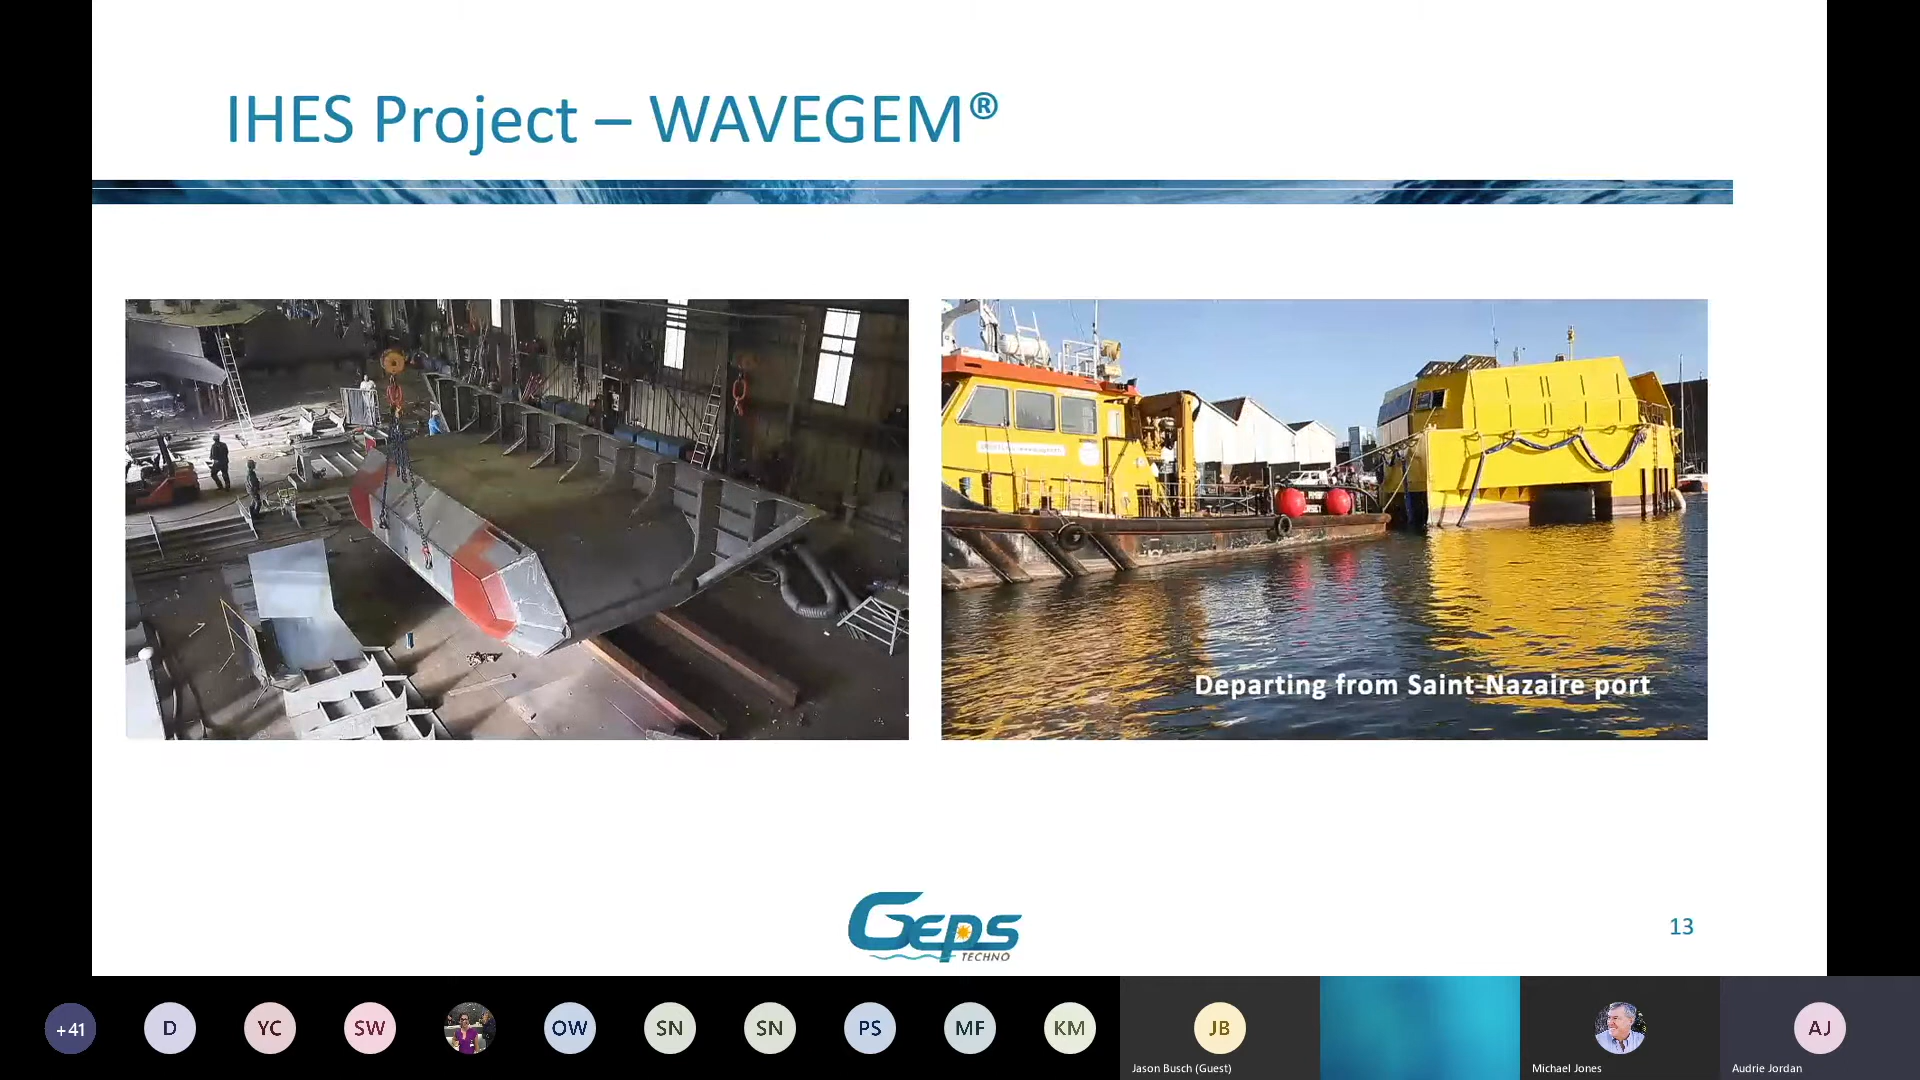 IHES Project – WAVEGEM®
Departing from Saint-Nazaire port
GEPS
TECHNO
13
+41
D
YC
SW
OW
SN
SN
PS
MF
KM
JB
AJ
Jason Busch (Guest)
Michael Jones
Audrie Jordan